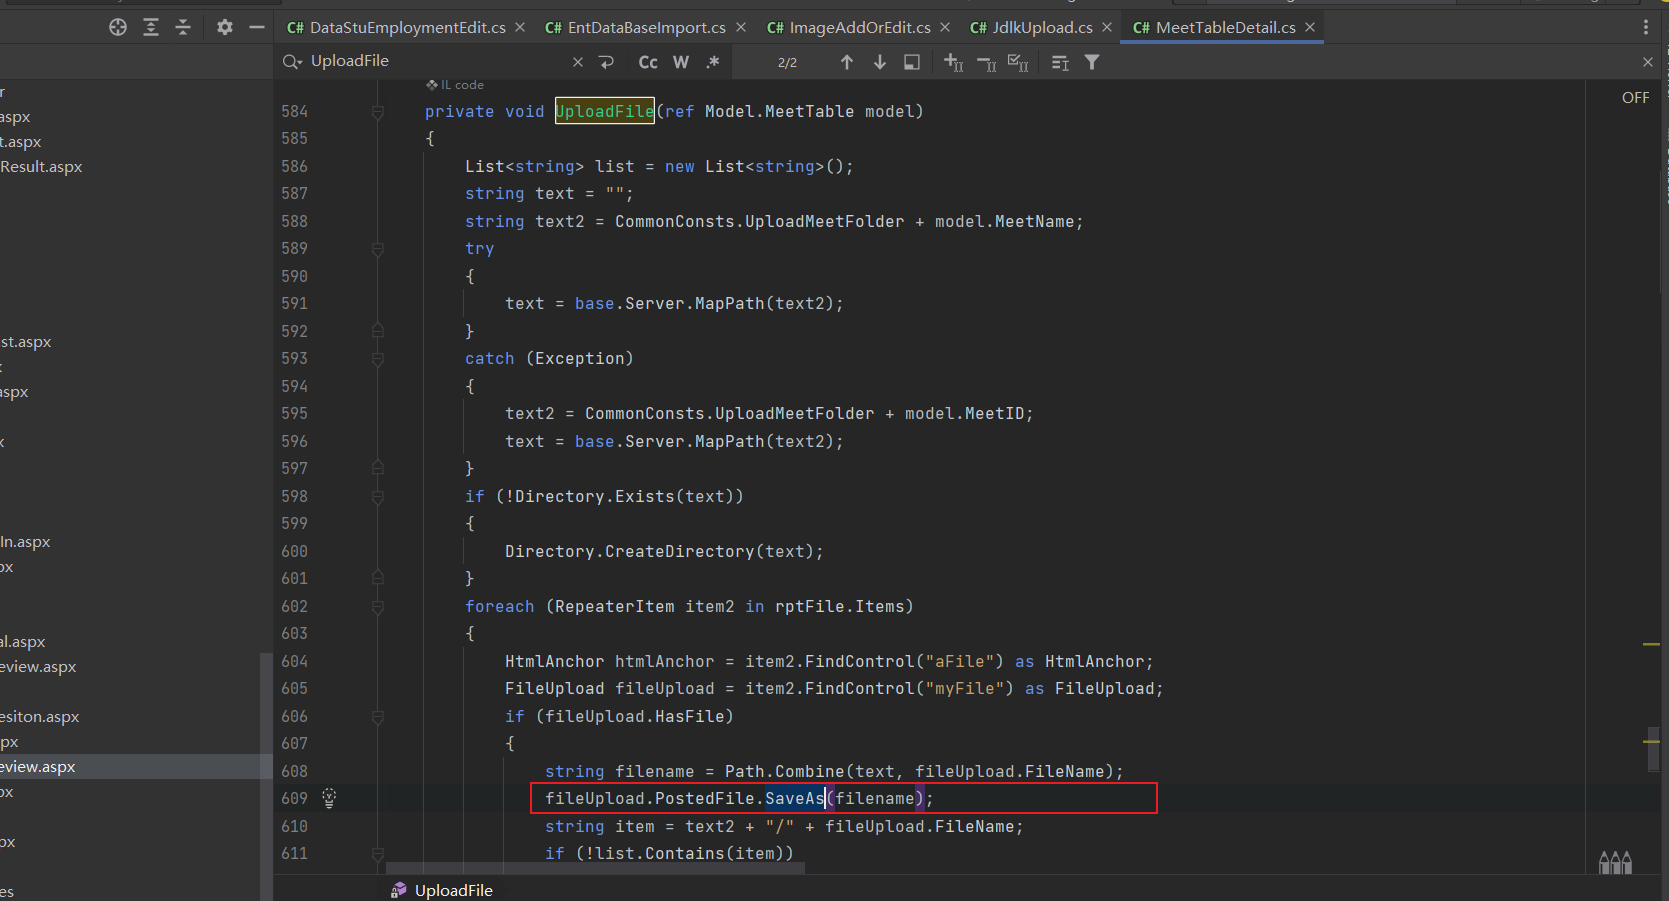 DataStuEmploymentEdit.cs
EntDataBaseImport.cs
ImageAddOrEdit.cs
JdlkUpload.cs
MeetTableDetail.cs
UploadFile
Cc W .*
2/2
OFF
r
aspx
t.aspx
Result.aspx
st.aspx
aspx
x
In.aspx
px
al.aspx
eview.aspx
esiton.aspx
px
eview.aspx
px
px
es
IL code
584 private void UploadFile(ref Model.MeetTable model)
585 {
586 List<string> list = new List<string>();
587 string text = "";
588 string text2 = CommonConsts.UploadMeetFolder + model.MeetName;
589 try
590 {
591 text = base.Server.MapPath(text2);
592 }
593 catch (Exception)
594 {
595 text2 = CommonConsts.UploadMeetFolder + model.MeetID;
596 text = base.Server.MapPath(text2);
597 }
598 if (!Directory.Exists(text))
599 {
600 Directory.CreateDirectory(text);
601 }
602 foreach (RepeaterItem item2 in rptFile.Items)
603 {
604 HtmlAnchor htmlAnchor = item2.FindControl("aFile") as HtmlAnchor;
605 FileUpload fileUpload = item2.FindControl("myFile") as FileUpload;
606 if (fileUpload.HasFile)
607 {
608 string filename = Path.Combine(text, fileUpload.FileName);
609 fileUpload.PostedFile.SaveAs(filename);
610 string item = text2 + "/" + fileUpload.FileName;
611 if (!list.Contains(item))
UploadFile